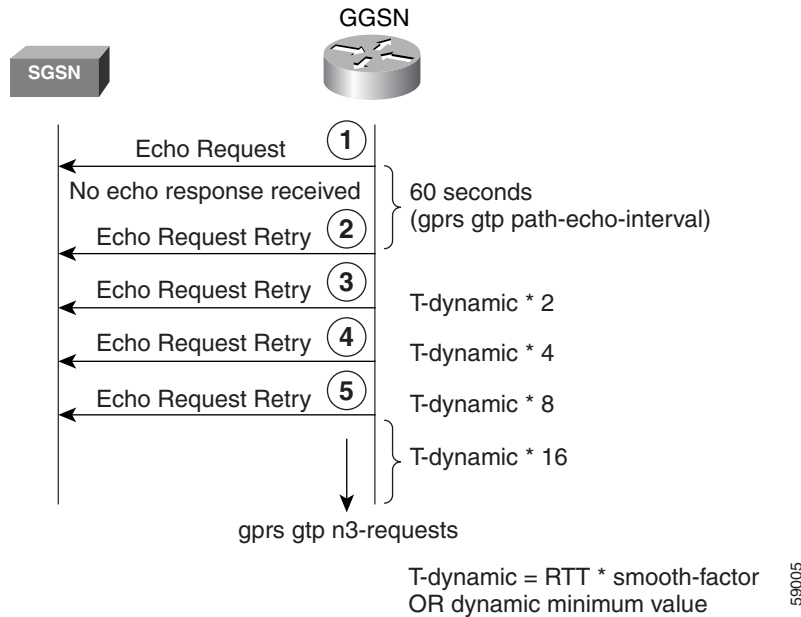 GGSN
SGSN
1
Echo Request
No echo response received
60 seconds
(gprs gtp path-echo-interval)
2
Echo Request Retry
3
Echo Request Retry
T-dynamic * 2
4
Echo Request Retry
T-dynamic * 4
5
Echo Request Retry
T-dynamic * 8
T-dynamic * 16
gprs gtp n3-requests
T-dynamic = RTT * smooth-factor
OR dynamic minimum value
59005